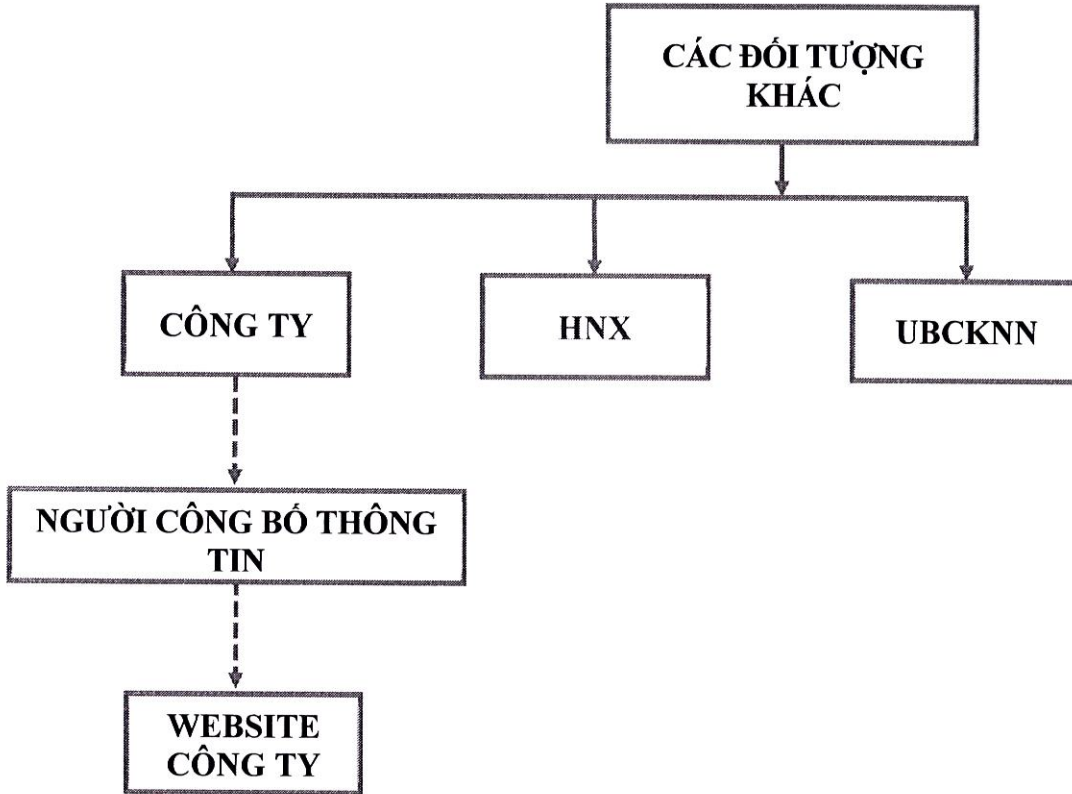 CÁC ĐỐI TƯỢNG
KHÁC
CÔNG TY
HNX
UBCKNN
NGƯỜI CÔNG BỐ THÔNG
TIN
WEBSITE
CÔNG TY